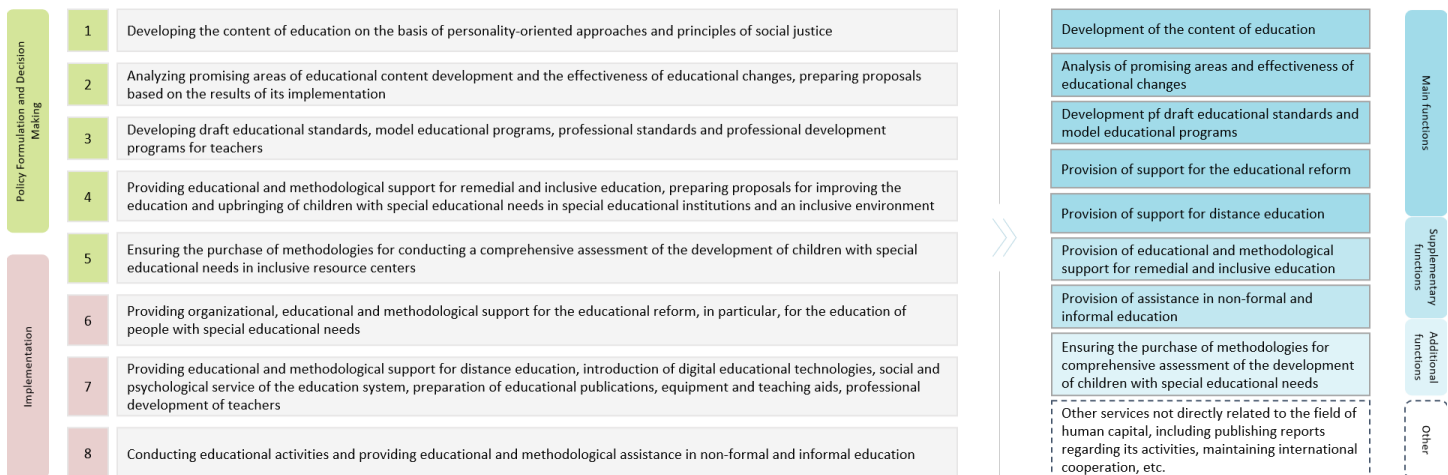 Policy Formulation and Decision
Making
1
Developing the content of education on the basis of personality-oriented approaches and principles of social justice
2
Analyzing promising areas of educational content development and the effectiveness of educational changes, preparing proposals
based on the results of its implementation
3
Developing draft educational standards, model educational programs, professional standards and professional development
programs for teachers
4
Providing educational and methodological support for remedial and inclusive education, preparing proposals for improving the
education and upbringing of children with special educational needs in special educational institutions and an inclusive environment
5
Ensuring the purchase of methodologies for conducting a comprehensive assessment of the development of children with special
educational needs in inclusive resource centers
Implementation
6
Providing organizational, educational and methodological support for the educational reform, in particular, for the education of
people with special educational needs
7
Providing educational and methodological support for distance education, introduction of digital educational technologies, social and
psychological service of the education system, preparation of educational publications, equipment and teaching aids, professional
development of teachers
8
Conducting educational activities and providing educational and methodological assistance in non-formal and informal education
Development of the content of education
Analysis of promising areas and effectiveness of
educational changes
Development pf draft educational standards and
model educational programs
Provision of support for the educational reform
Provision of support for distance education
Main functions
Provision of educational and methodological
support for remedial and inclusive education
Provision of assistance in non-formal and
informal education
Supplementary
functions
Ensuring the purchase of methodologies for
comprehensive assessment of the development
of children with special educational needs
Additional
functions
Other services not directly related to the field of
human capital, including publishing reports
regarding its activities, maintaining international
cooperation, etc.
Other